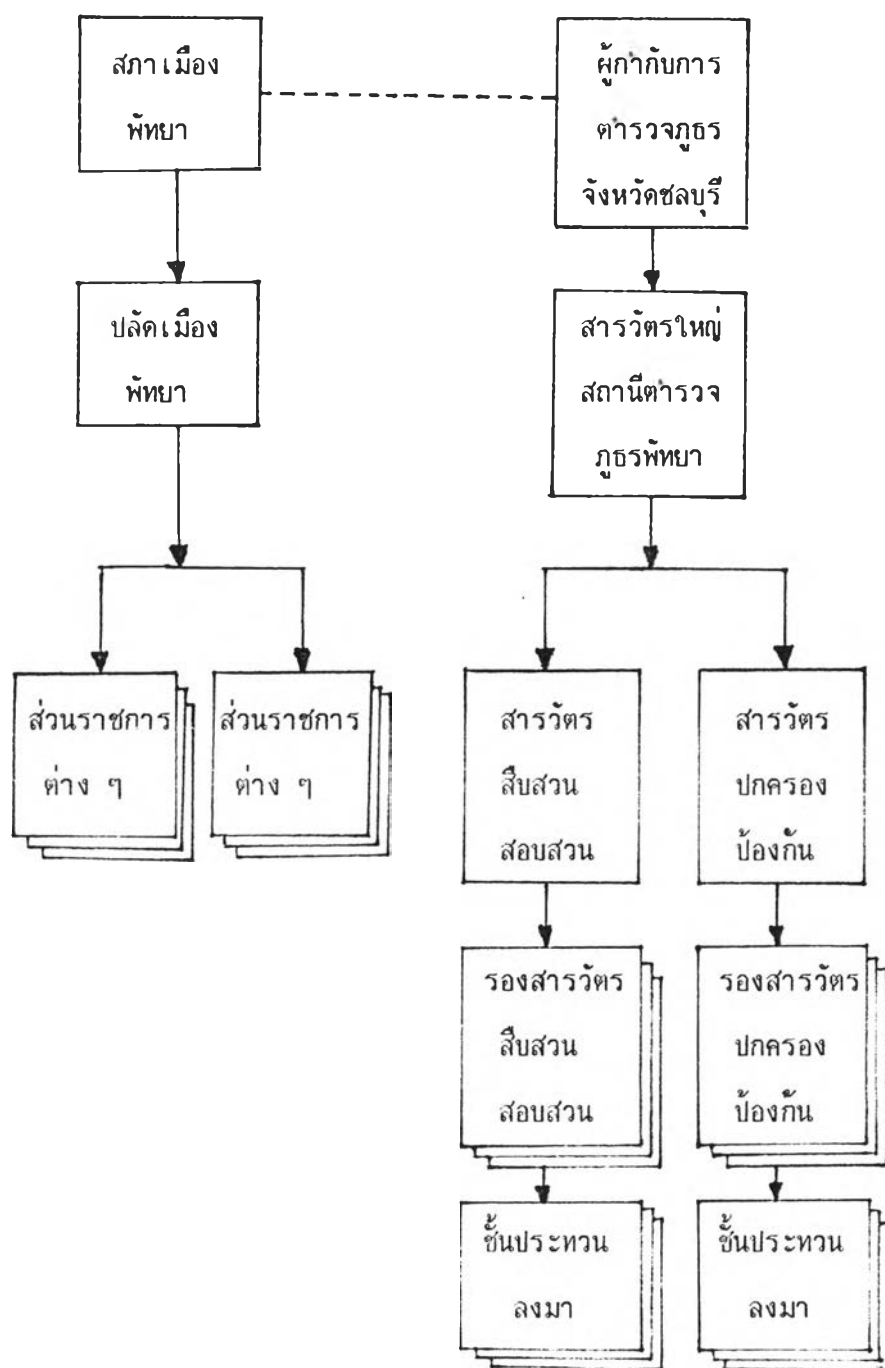 สภาเมือง
พัทยา
ผู้กำกับการ
ตำรวจภูธร
จังหวัดชลบุรี
ปลัดเมือง
พัทยา
สารวัตรใหญ่
สถานีตำรวจ
ภูธรพัทยา
ส่วนราชการ
ต่าง ๆ
ส่วนราชการ
ต่าง ๆ
สารวัตร
สืบสวน
สอบสวน
สารวัตร
ปกครอง
ป้องกัน
รองสารวัตร
สืบสวน
สอบสวน
รองสารวัตร
ปกครอง
ป้องกัน
ชั้นประทวน
ลงมา
ชั้นประทวน
ลงมา